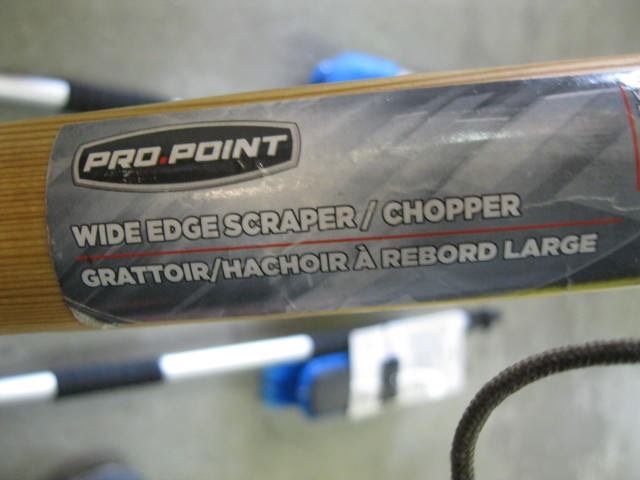 PRO.POINT
WIDE EDGE SCRAPER / CHOPPER
GRATTOIR/HACHOIR À REBORD LARGE